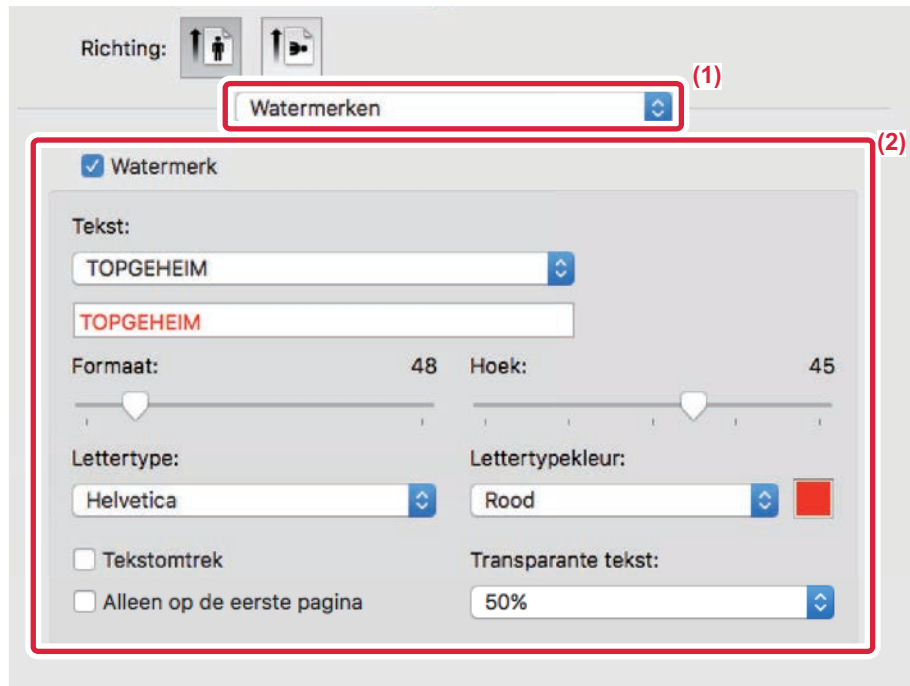 Richting:
(1)
Watermerken
(2)
Watermerk
Tekst:
TOPGEHEIM
TOPGEHEIM
Formaat: 48 Hoek: 45
Lettertype: Lettertypekleur:
Helvetica Rood
Tekstomtrek Transparante tekst:
Alleen op de eerste pagina 50%